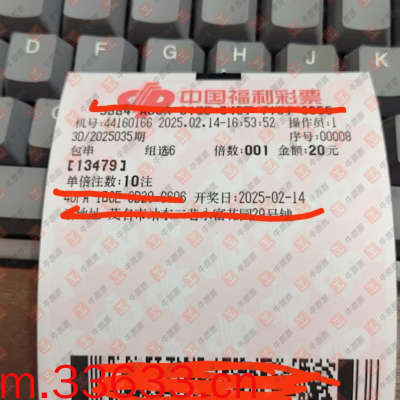 D F G H J
中国福利彩票
机号:44160166 2025.02.14-16:53:52 操作员:1
3D/2025035期 序号:00008
包串 组选6 倍数:001 金额:20元
[13479]
单倍注数:10注
开奖日:2025-02-14
m.33633.cn